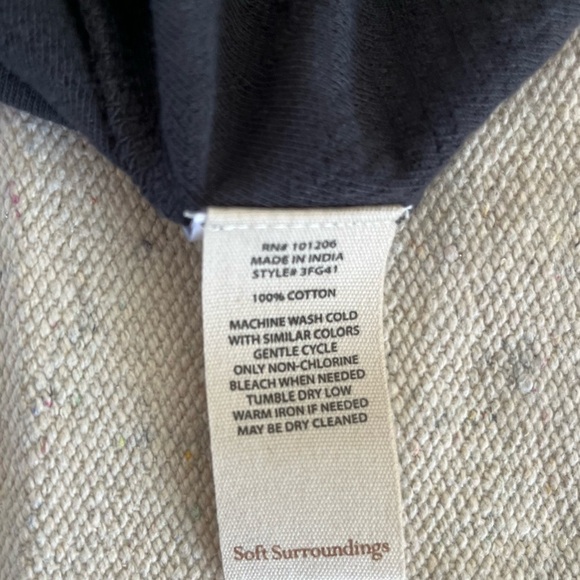 RN# 101206
MADE IN INDIA
STYLE# 3FG41
100% COTTON
MACHINE WASH COLD
WITH SIMILAR COLORS
GENTLE CYCLE
ONLY NON-CHLORINE
BLEACH WHEN NEEDED
TUMBLE DRY LOW
WARM IRON IF NEEDED
MAY BE DRY CLEANED
Soft Surroundings